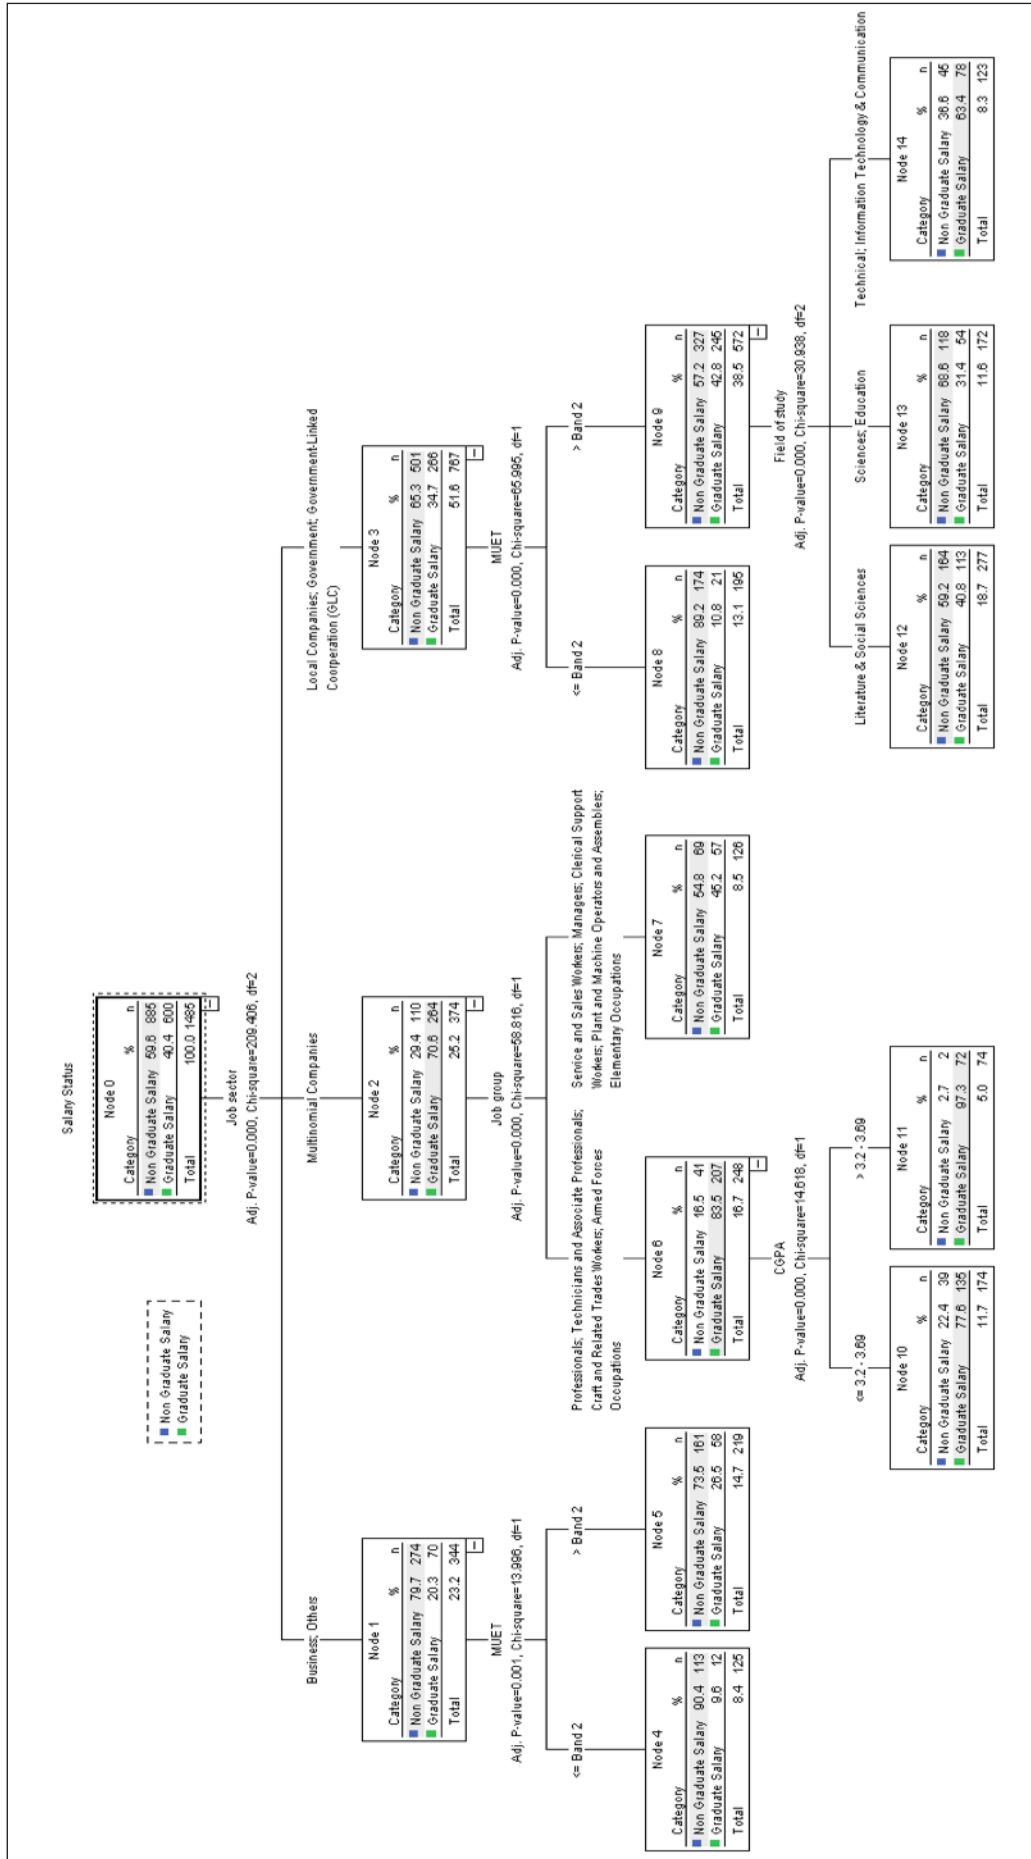 Salary Status
Non Graduate Salary
Graduate Salary
Node 0
Category % n
Non Graduate Salary 59.6 885
Graduate Salary 40.4 600
Total 100.0 1485
Job sector
Adj. P-value=0.000, Chi-square=209.406, df=2
Business; Others
Multinomial Companies
Local Companies; Government; Government-Linked
Coorperation (GLC)
Node 1
Category % n
Non Graduate Salary 79.7 274
Graduate Salary 20.3 70
Total 23.2 344
MUET
Adj. P-value=0.001, Chi-square=13.996, df=1
Node 2
Category % n
Non Graduate Salary 29.4 110
Graduate Salary 70.6 264
Total 25.2 374
Job group
Adj. P-value=0.000, Chi-square=58.816, df=1
Node 3
Category % n
Non Graduate Salary 65.3 501
Graduate Salary 34.7 266
Total 51.6 767
MUET
Adj. P-value=0.000, Chi-square=65.995, df=1
<= Band 2
> Band 2
Professionals; Technicians and Associate Professionals;
Craft and Related Trades Workers; Armed Forces
Occupations
Service and Sales Workers; Managers; Clerical Support
Workers; Plant and Machine Operators and Assemblers;
Elementary Occupations
<= Band 2
> Band 2
Node 4
Category % n
Non Graduate Salary 90.4 113
Graduate Salary 9.6 12
Total 8.4 125
Node 5
Category % n
Non Graduate Salary 73.5 161
Graduate Salary 26.5 58
Total 14.7 219
Node 6
Category % n
Non Graduate Salary 16.5 41
Graduate Salary 83.5 207
Total 16.7 248
CGPA
Adj. P-value=0.000, Chi-square=14.618, df=1
Node 7
Category % n
Non Graduate Salary 54.8 69
Graduate Salary 45.2 57
Total 8.5 126
Node 8
Category % n
Non Graduate Salary 89.2 174
Graduate Salary 10.8 21
Total 13.1 195
Node 9
Category % n
Non Graduate Salary 57.2 327
Graduate Salary 42.8 245
Total 38.5 572
Field of study
Adj. P-value=0.000, Chi-square=30.938, df=2
<= 3.2 - 3.69
> 3.2 - 3.69
Literature & Social Sciences
Sciences; Education
Technical; Information Technology & Communication
Node 10
Category % n
Non Graduate Salary 22.4 39
Graduate Salary 77.6 135
Total 11.7 174
Node 11
Category % n
Non Graduate Salary 2.7 2
Graduate Salary 97.3 72
Total 5.0 74
Node 12
Category % n
Non Graduate Salary 59.2 164
Graduate Salary 40.8 113
Total 18.7 277
Node 13
Category % n
Non Graduate Salary 68.6 118
Graduate Salary 31.4 54
Total 11.6 172
Node 14
Category % n
Non Graduate Salary 36.6 45
Graduate Salary 63.4 78
Total 8.3 123